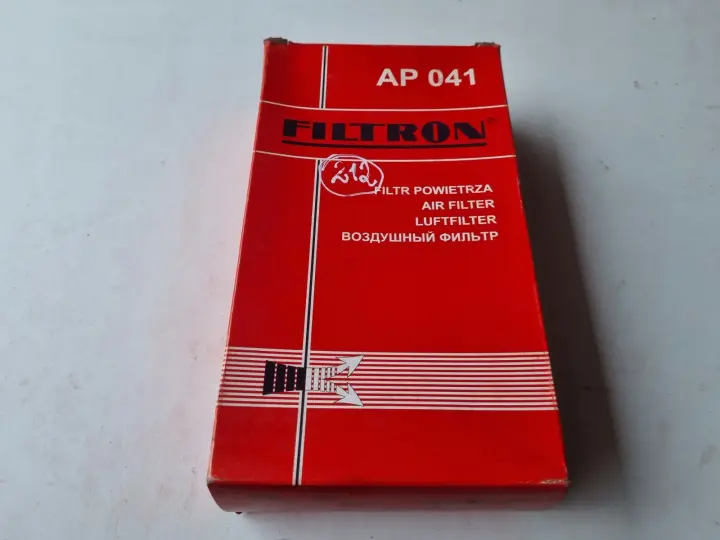 AP 041
FILTRON®
212
FILTR POWIETRZA
AIR FILTER
LUFTFILTER
ВОЗДУШНЫЙ ФИЛЬТР